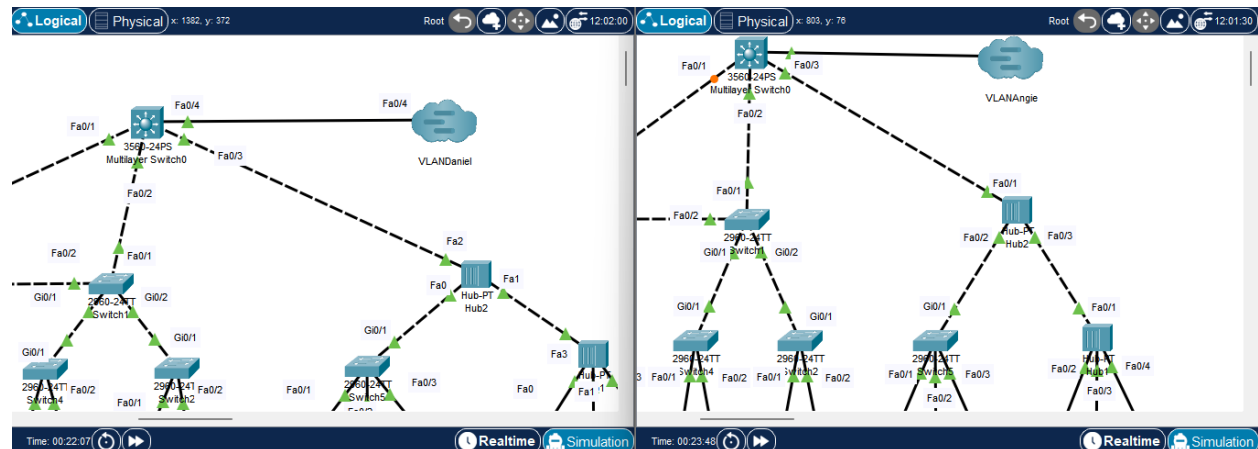 Logical
Physical
x: 1382, y: 372
Root
12:02:00
Fa0/4
Fa0/4
Fa0/1
3560-24PS
Multilayer Switch0
VLANDaniel
Fa0/3
Fa0/2
Fa0/2
Fa0/1
Fa2
Gi0/1
Gi0/2
2960-24TT
Switch1
Fa0
Fa1
Hub-PT
Hub2
Gi0/1
Gi0/1
Gi0/1
Fa3
2960-24TT
Switch4
Fa0/2
2960-24TT
Switch2
Fa0/2
Fa0/1
Fa0/1
2960-24TT
Switch5
Fa0/3
Fa0
Hub-PT
Fa1
Time: 00:22:07
Realtime
Simulation
Logical
Physical
x: 803, y: 76
Root
12:01:30
Fa0/1
Fa0/3
3560-24PS
Multilayer Switch0
VLANAngie
Fa0/2
Fa0/1
Fa0/1
Fa0/2
2960-24TT
Switch1
Gi0/1
Gi0/2
Hub-PT
Hub2
Fa0/2
Fa0/3
Gi0/1
Gi0/1
Gi0/1
Fa0/1
2960-24TT
Switch4
Fa0/1
Fa0/2
2960-24TT
Switch2
Fa0/1
Fa0/2
2960-24TT
Switch5
Fa0/1
Fa0/3
Fa0/2
Hub-PT
Hub1
Fa0/2
Fa0/4
Fa0/3
Time: 00:23:48
Realtime
Simulation